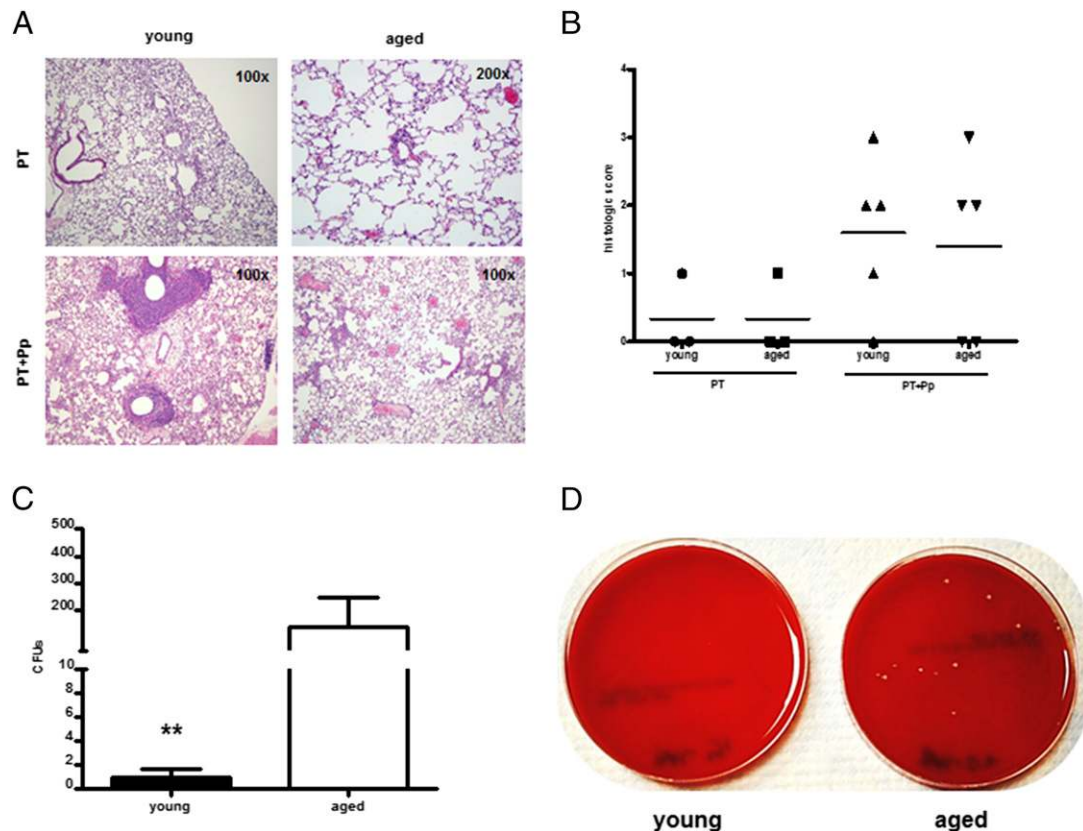 A
young
aged
100x
200x
PT
100x
100x
PT+Pp
B
histologic score
4
3
2
1
0
young
aged
young
aged
PT
PT+Pp
C
CFUs
500
400
300
200
10
8
6
4
2
0
**
young
aged
D
young
aged